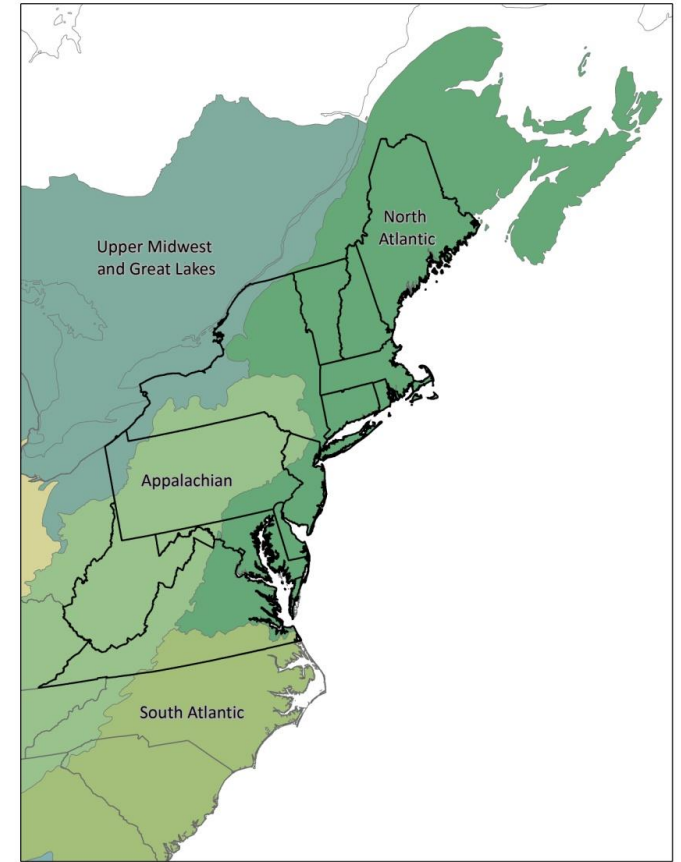 North
Atlantic
Upper Midwest
and Great Lakes
Appalachian
South Atlantic